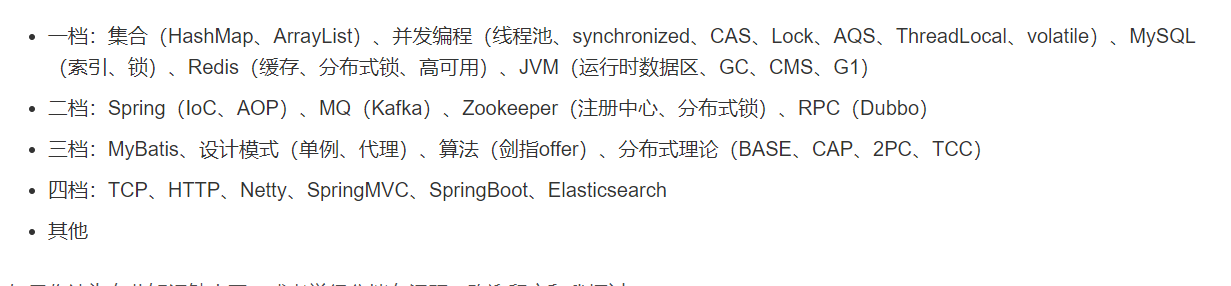 一档：集合（HashMap、ArrayList）、并发编程（线程池、synchronized、CAS、Lock、AQS、ThreadLocal、volatile）、MySQL
（索引、锁）、Redis（缓存、分布式锁、高可用）、JVM（运行时数据区、GC、CMS、G1）
二档：Spring（IoC、AOP）、MQ（Kafka）、Zookeeper（注册中心、分布式锁）、RPC（Dubbo）
三档：MyBatis、设计模式（单例、代理）、算法（剑指offer）、分布式理论（BASE、CAP、2PC、TCC）
四档：TCP、HTTP、Netty、SpringMVC、SpringBoot、Elasticsearch
其他